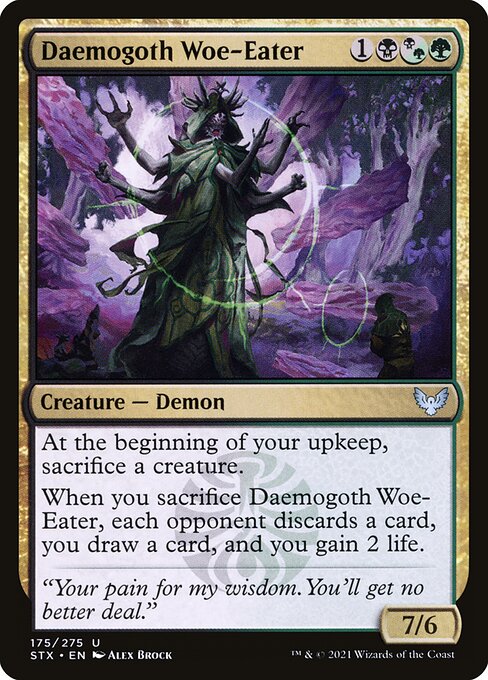 Daemogoth Woe-Eater 1
Creature — Demon
At the beginning of your upkeep,
sacrifice a creature.
When you sacrifice Daemogoth Woe-
Eater, each opponent discards a card,
you draw a card, and you gain 2 life.
“Your pain for my wisdom. You’ll get no
better deal.”
7/6
175/275 U
STX • EN Alex Brock
™ & © 2021 Wizards of the Coast